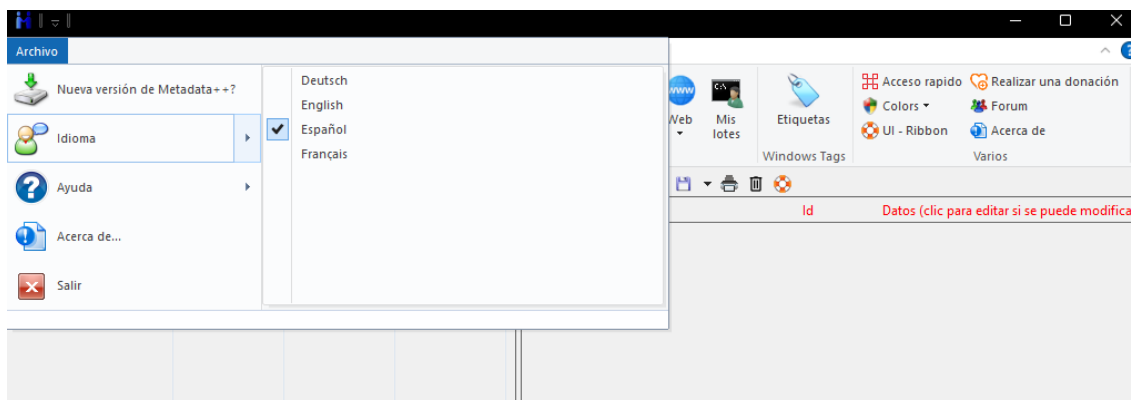 Archivo
Nueva versión de Metadata++?
Idioma
Ayuda
Acerca de...
Salir
Deutsch
English
Español
Français
Web
Mis lotes
Etiquetas
Windows Tags
Acceso rapido
Colors
UI - Ribbon
Realizar una donación
Forum
Acerca de
Varios
Id
Datos (clic para editar si se puede modifica